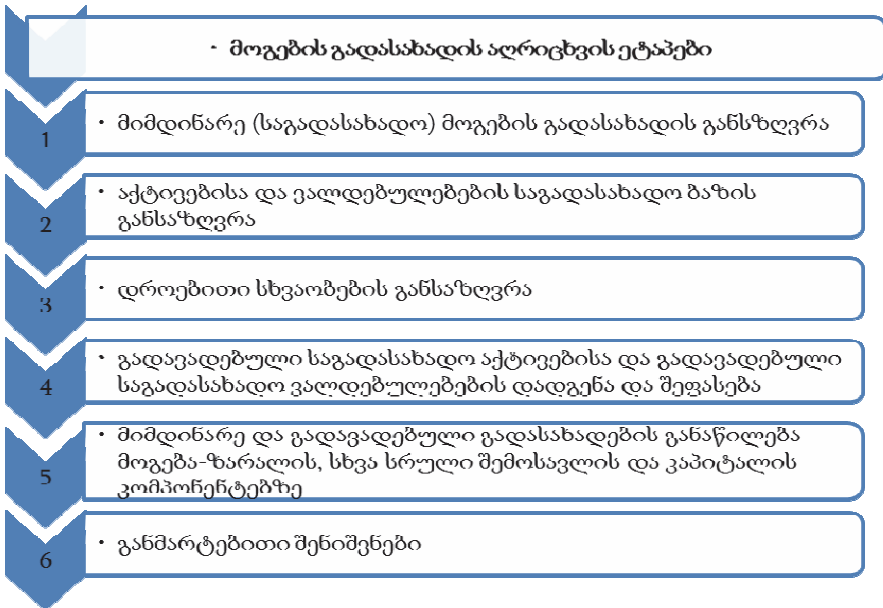 · მოგების გადასახადის აღრიცხვის ეტაპები
1
· მიმდინარე (საგადასახადო) მოგების გადასახადის განსზღვრა
2
· აქტივებისა და ვალდებულებების საგადასახადო ბაზის
განსაზღვრა
3
· დროებითი სხვაობების განსაზღვრა
4
· გადავადებული საგადასახადო აქტივებისა და გადავადებული
საგადასახადო ვალდებულებების დადგენა და შეფასება
5
· მიმდინარე და გადავადებული გადასახადების განაწილება
მოგება-ზარალის, სხვა სრული შემოსავლის და კაპიტალის
კომპონენტებზე
6
· განმარტებითი შენიშვნები